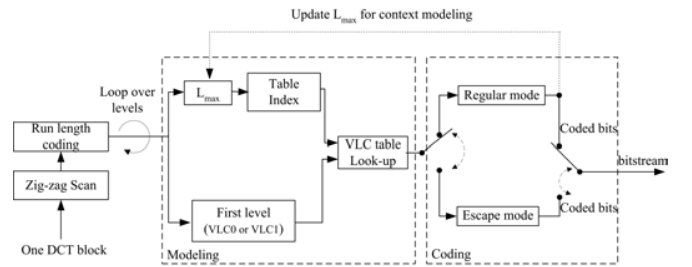 Update Lmax for context modeling
Loop over
levels
Lmax
Table
Index
Regular mode
Run length
coding
Coded bits
VLC table
Look-up
bitstream
Zig-zag Scan
First level
(VLC0 or VLC1)
Escape mode
Coded bits
One DCT block
Modeling
Coding